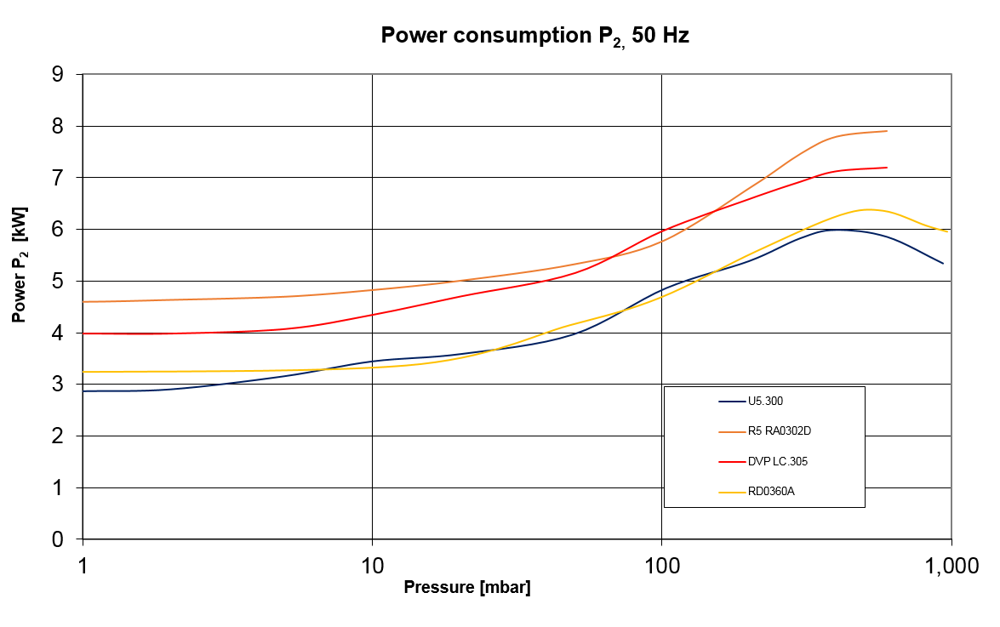 Power consumption P2, 50 Hz
9
8
7
6
5
4
3
2
1
0
Power P2 [kW]
U5.300
R5 RA0302D
DVP LC.305
RD0360A
1 10 100 1,000
Pressure [mbar]